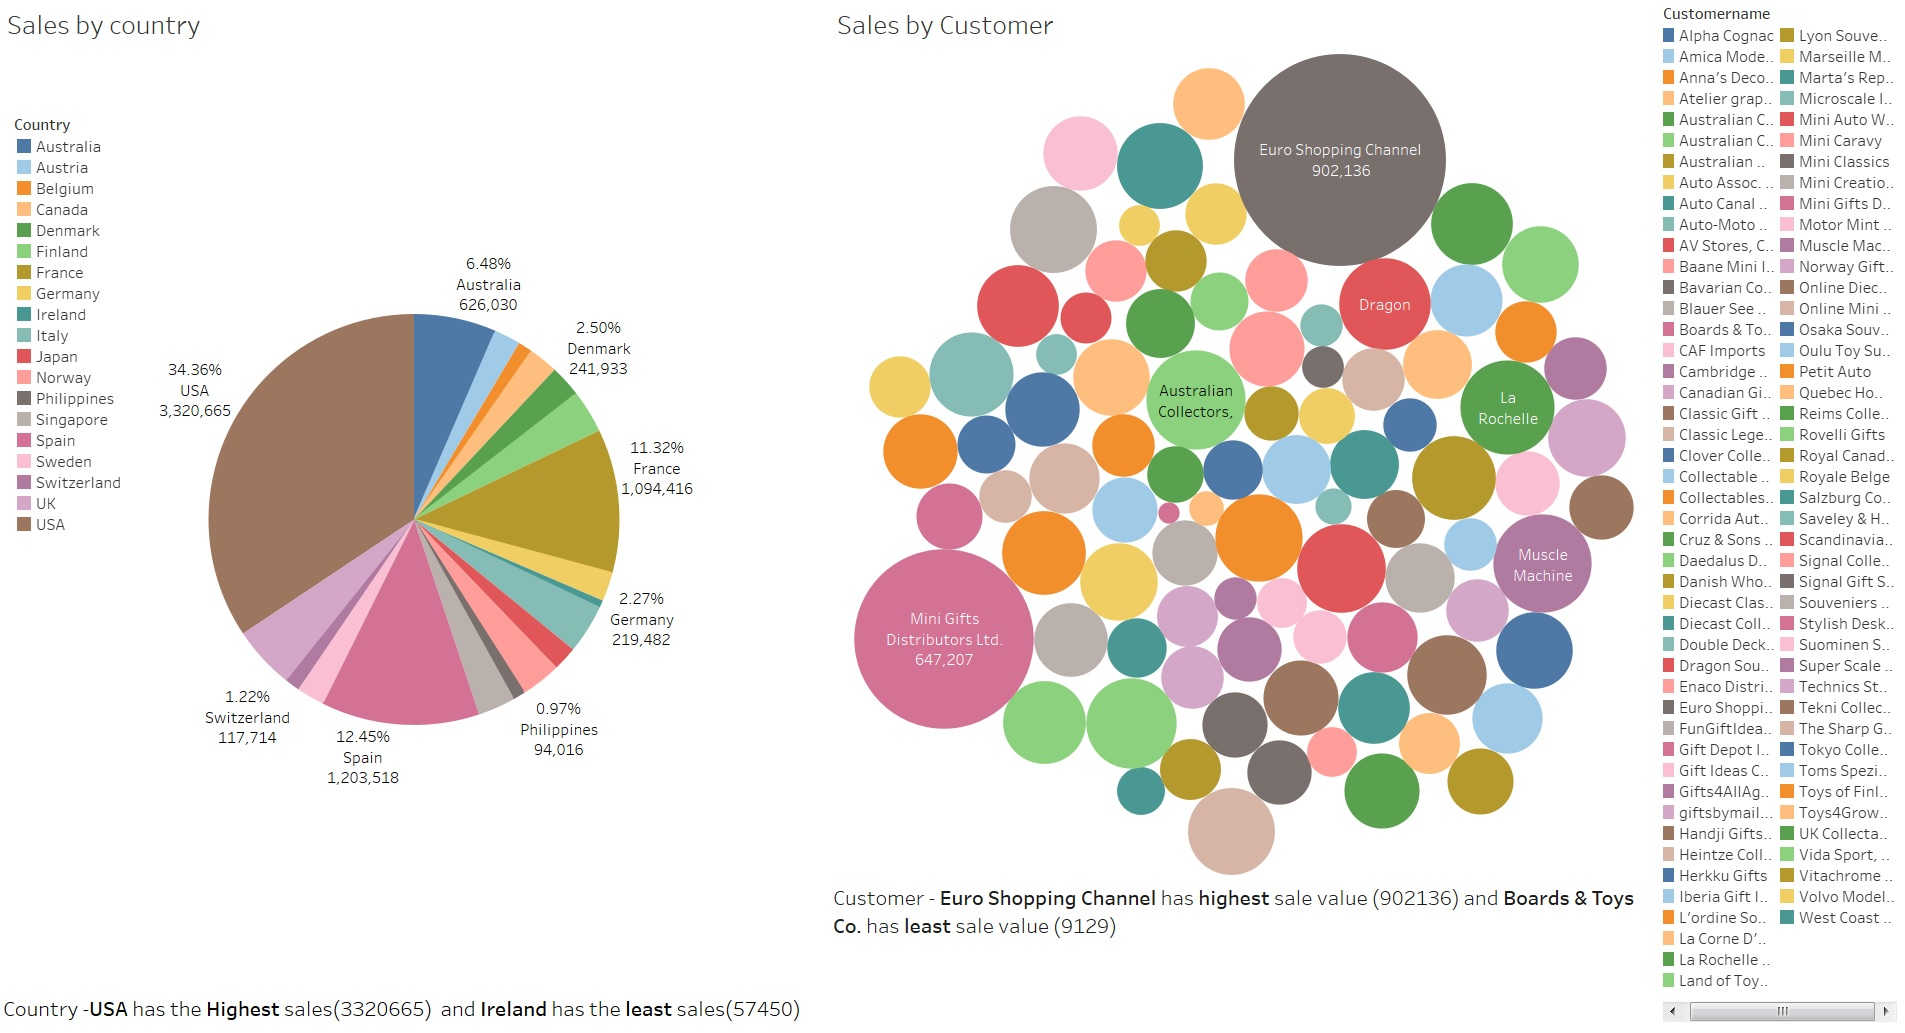 Sales by country
Country
Australia
Austria
Belgium
Canada
Denmark
Finland
France
Germany
Ireland
Italy
Japan
Norway
Philippines
Singapore
Spain
Sweden
Switzerland
UK
USA
6.48%
Australia
626,030
2.50%
Denmark
241,933
34.36%
USA
3,320,665
11.32%
France
1,094,416
2.27%
Germany
219,482
0.97%
Philippines
94,016
1.22%
Switzerland
117,714
12.45%
Spain
1,203,518
Country -USA has the Highest sales(3320665) and Ireland has the least sales(57450)
Sales by Customer
Euro Shopping Channel
902,136
Dragon
Australian
Collectors,
La
Rochelle
Muscle
Machine
Mini Gifts
Distributors Ltd.
647,207
Customer - Euro Shopping Channel has highest sale value (902136) and Boards & Toys
Co. has least sale value (9129)
Customername
Alpha Cognac
Amica Mode..
Anna's Deco..
Atelier grap..
Australian C..
Australian C..
Australian ..
Auto Assoc. ..
Auto Canal ..
Auto-Moto ..
AV Stores, C..
Baane Mini I..
Bavarian Co..
Blauer See ..
Boards & To..
CAF Imports
Cambridge ..
Canadian Gi..
Classic Gift ..
Classic Lege..
Clover Colle..
Collectable ..
Collectables..
Corrida Aut..
Cruz & Sons ..
Daedalus D..
Danish Who..
Diecast Clas..
Diecast Coll..
Double Deck..
Dragon Sou..
Enaco Distri..
Euro Shoppi..
FunGiftIdea..
Gift Depot I..
Gift Ideas C..
Gifts4AllAg..
giftsbymail...
Handji Gifts..
Heintze Coll..
Herkku Gifts
Iberia Gift I..
L'ordine So..
La Corne D'..
La Rochelle ..
Land of Toy..
Lyon Souve..
Marseille M..
Marta's Rep..
Microscale I..
Mini Auto W..
Mini Caravy
Mini Classics
Mini Creatio..
Mini Gifts D..
Motor Mint ..
Muscle Mac..
Norway Gift..
Online Diec..
Online Mini ..
Osaka Souv..
Oulu Toy Su..
Petit Auto
Quebec Ho..
Reims Colle..
Rovelli Gifts
Royal Canad..
Royale Belge
Salzburg Co..
Saveley & H..
Scandinavia..
Signal Colle..
Signal Gift S..
Souveniers ..
Stylish Desk..
Suominen S..
Super Scale ..
Technics St..
Tekni Collec..
The Sharp G..
Tokyo Colle..
Toms Spezi..
Toys of Finl..
Toys4Grow..
UK Collecta..
Vida Sport, ..
Vitachrome ..
Volvo Model..
West Coast ..